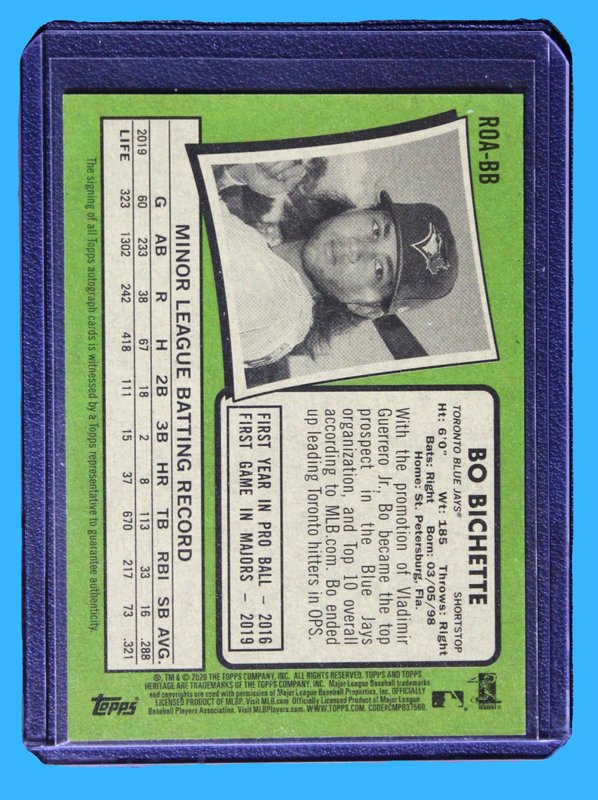 ROA-BB
BO BICHETTE
TORONTO BLUE JAYS® SHORTSTOP
Ht: 6'0" Wt: 185 Throws: Right
Bats: Right Born: 03/05/98
Home: St. Petersburg, Fla.
With the promotion of Vladimir
Guerrero Jr., Bo became the top
prospect in the Blue Jays
organization, and Top 10 overall
according to MLB.com. Bo ended
up leading Toronto hitters in OPS.
FIRST YEAR IN PRO BALL – 2016
FIRST GAME IN MAJORS – 2019
MINOR LEAGUE BATTING RECORD
G AB R H 2B 3B HR TB RBI SB AVG.
2019 60 233 38 67 18 2 8 113 33 16 .288
LIFE 323 1302 242 418 111 15 37 670 217 73 .321
The signing of all Topps autograph cards is witnessed by a Topps representative to guarantee authenticity.
®, TM & © 2020 THE TOPPS COMPANY, INC. ALL RIGHTS RESERVED. TOPPS AND TOPPS
HERITAGE ARE TRADEMARKS OF THE TOPPS COMPANY, INC. Major League Baseball trademarks
and copyrights are used with permission of Major League Baseball Properties, Inc. OFFICIALLY
LICENSED PRODUCT OF MLBP. Visit MLB.com. Officially Licensed Product of Major League
Baseball Players Association. Visit MLBPlayers.com. WWW.TOPPS.COM. CODE#CMP037580.
topps